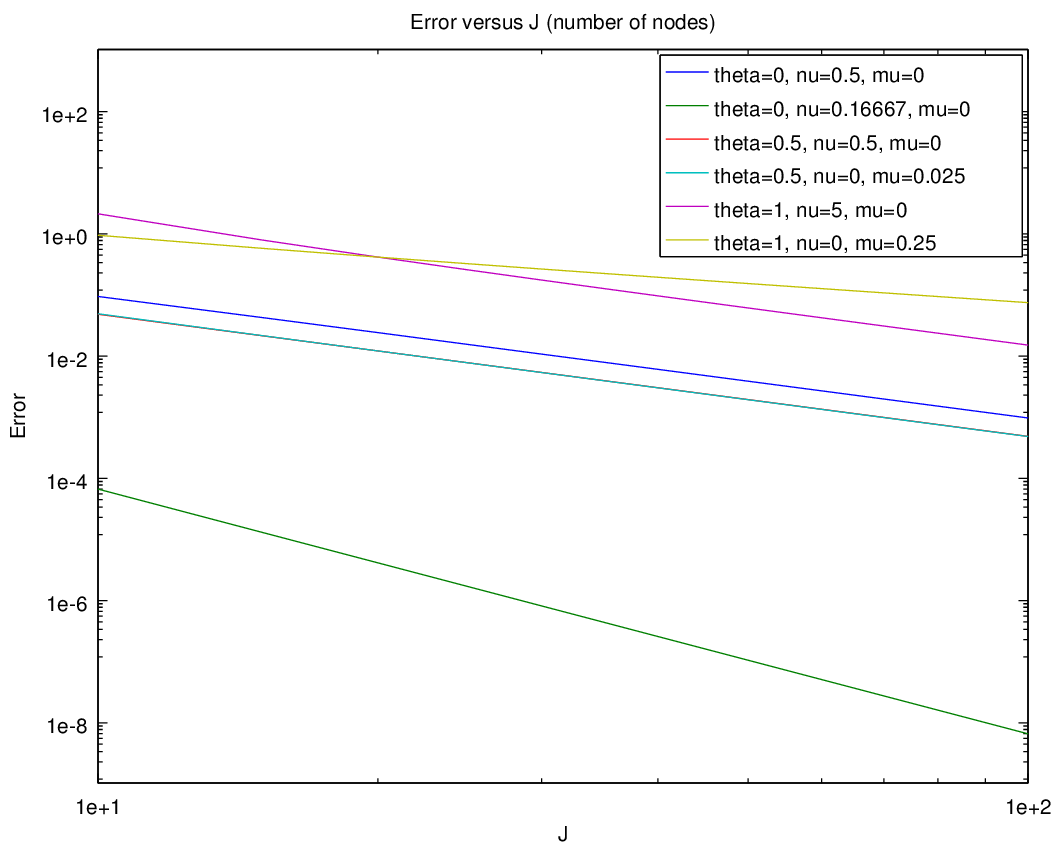 Error versus J (number of nodes)
theta=0, nu=0.5, mu=0
theta=0, nu=0.16667, mu=0
theta=0.5, nu=0.5, mu=0
theta=0.5, nu=0, mu=0.025
theta=1, nu=5, mu=0
theta=1, nu=0, mu=0.25
1e+2
1e+0
1e-2
1e-4
1e-6
1e-8
Error
1e+1
1e+2
J